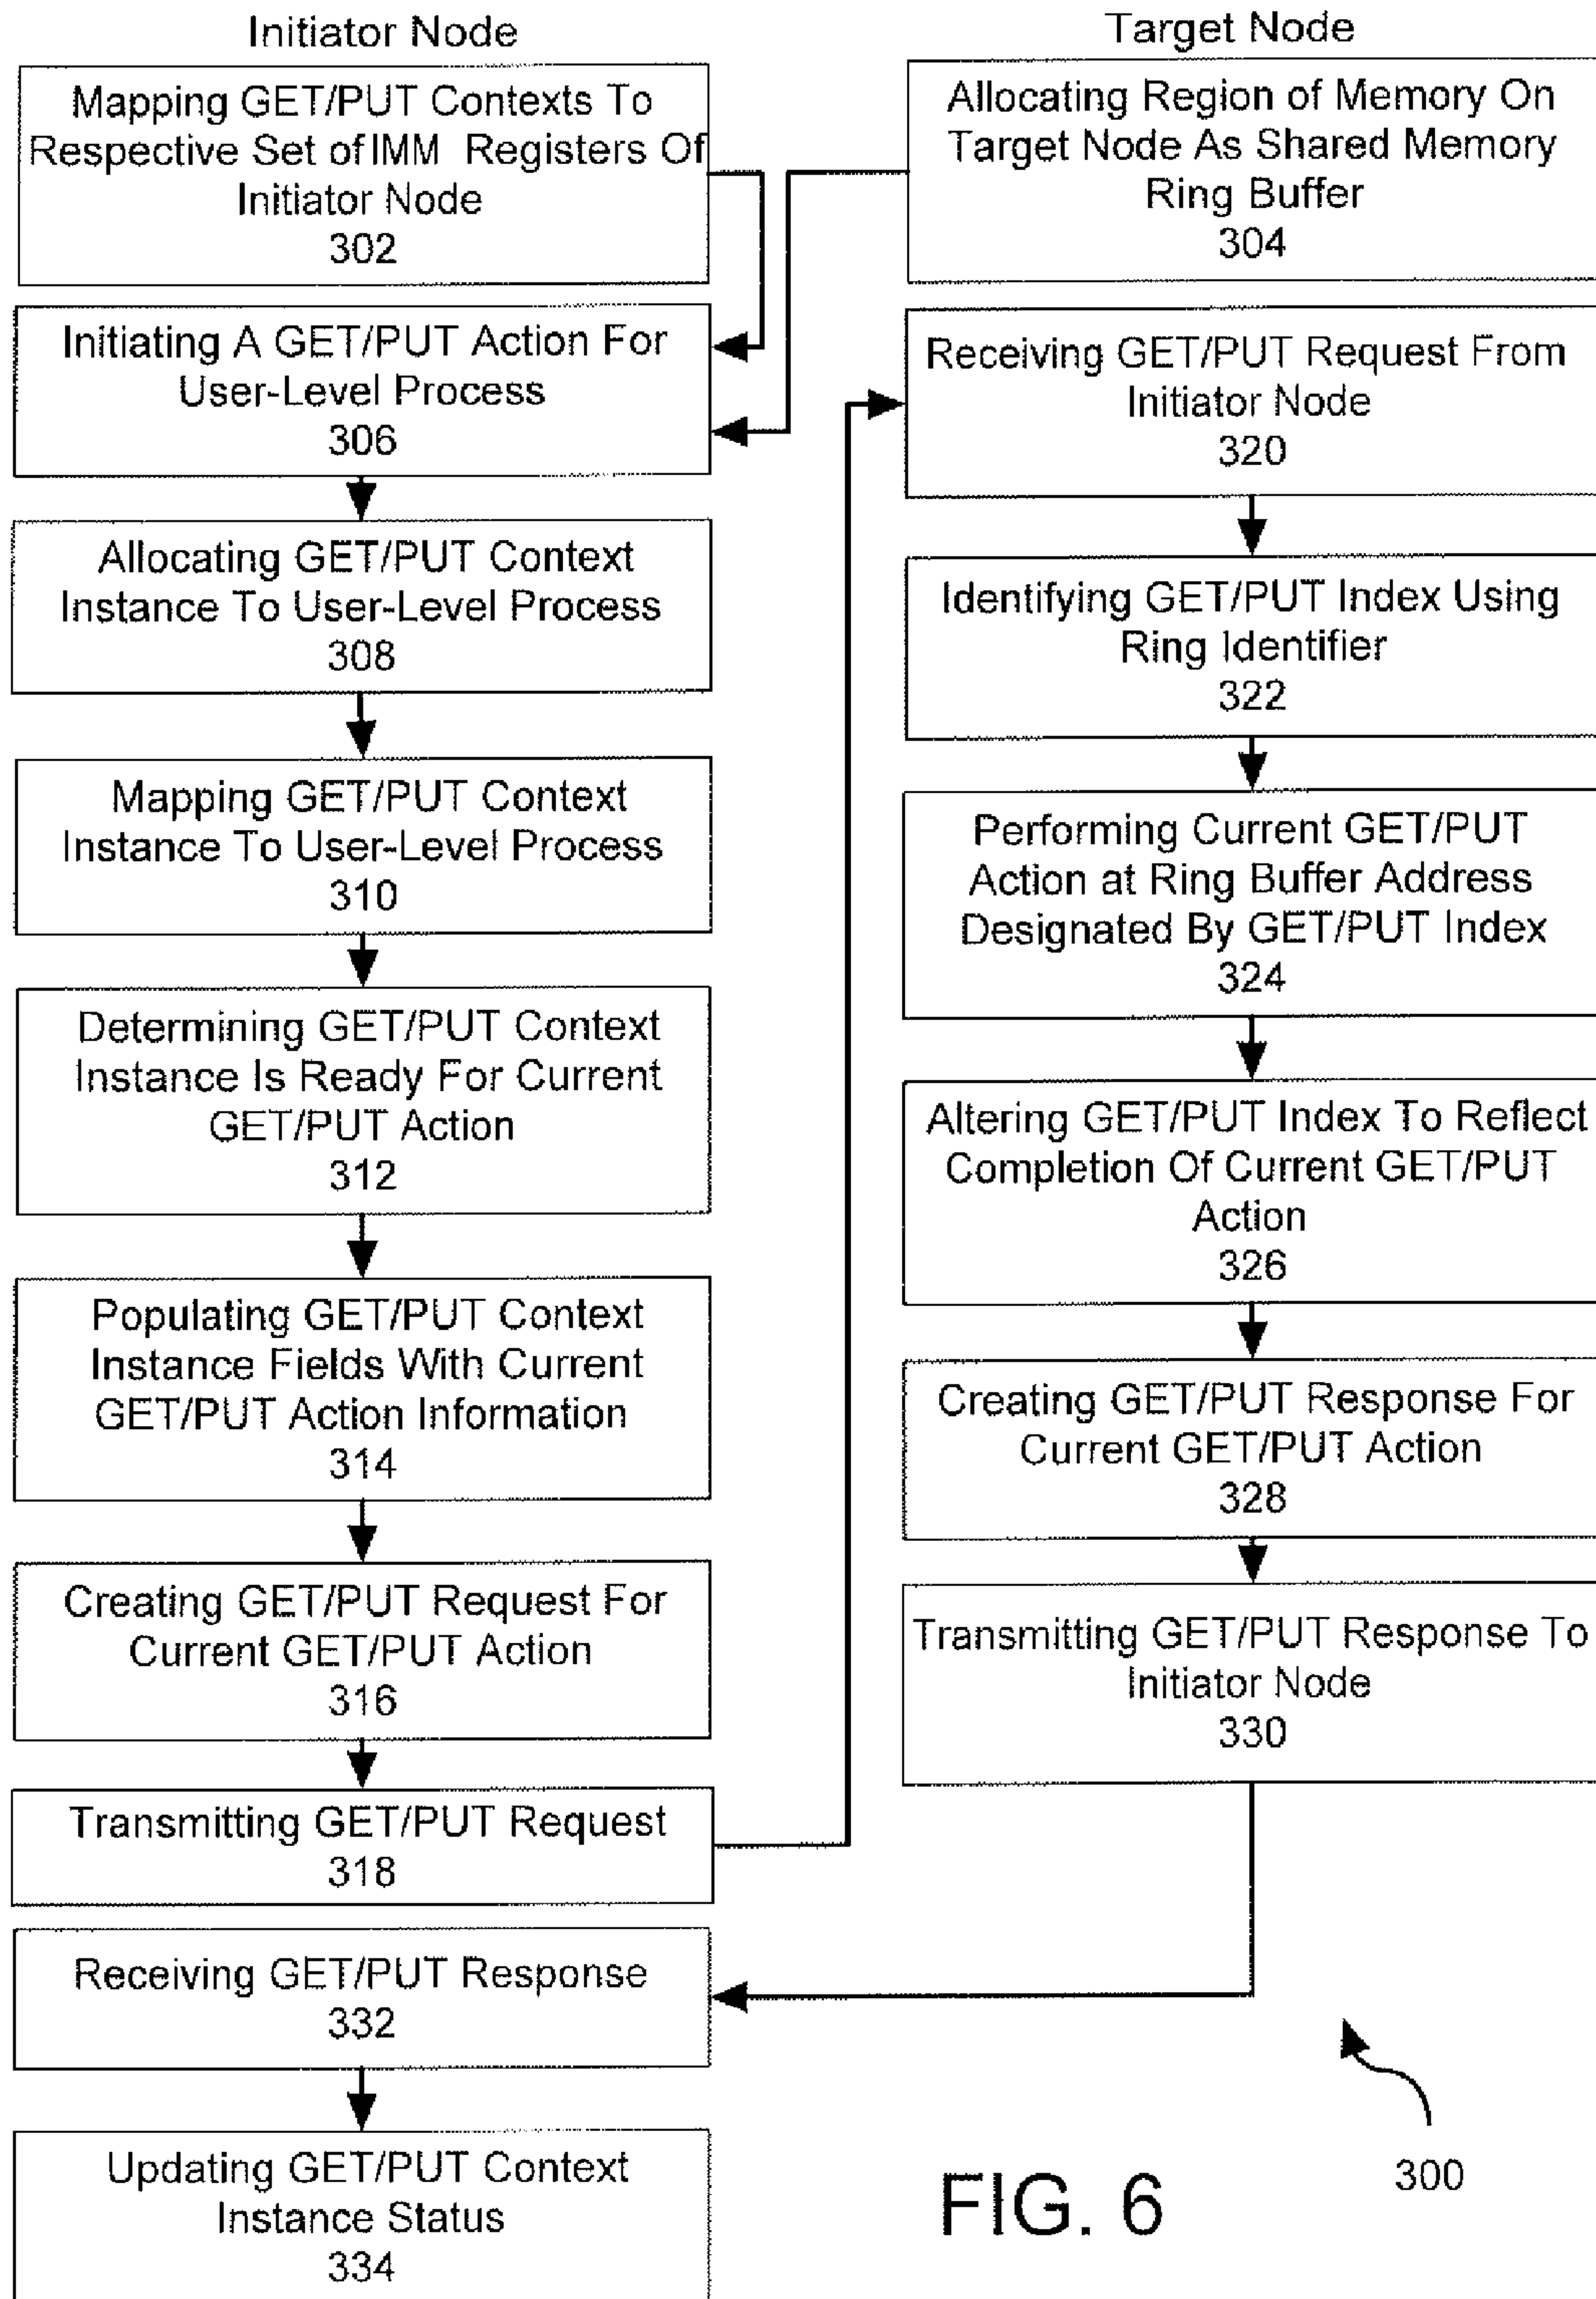 Initiator Node
Mapping GET/PUT Contexts To
Respective Set of IMM Registers Of
Initiator Node
302
Initiating A GET/PUT Action For
User-Level Process
306
Allocating GET/PUT Context
Instance To User-Level Process
308
Mapping GET/PUT Context
Instance To User-Level Process
310
Determining GET/PUT Context
Instance Is Ready For Current
GET/PUT Action
312
Populating GET/PUT Context
Instance Fields With Current
GET/PUT Action Information
314
Creating GET/PUT Request For
Current GET/PUT Action
316
Transmitting GET/PUT Request
318
Receiving GET/PUT Response
332
Updating GET/PUT Context
Instance Status
334
Target Node
Allocating Region of Memory On
Target Node As Shared Memory
Ring Buffer
304
Receiving GET/PUT Request From
Initiator Node
320
Identifying GET/PUT Index Using
Ring Identifier
322
Performing Current GET/PUT
Action at Ring Buffer Address
Designated By GET/PUT Index
324
Altering GET/PUT Index To Reflect
Completion Of Current GET/PUT
Action
326
Creating GET/PUT Response For
Current GET/PUT Action
328
Transmitting GET/PUT Response To
Initiator Node
330
300
FIG. 6